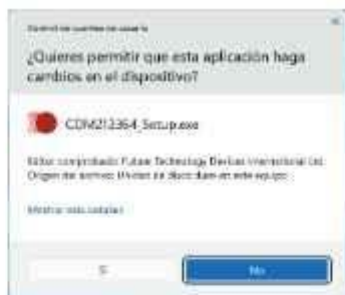 Control de cuentas de usuario
¿Quieres permitir que esta aplicación haga
cambios en el dispositivo?
CDM212364_Setup.exe
Editor comprobado: Future Technology Devices International Ltd
Origen del archivo: Unidad de disco duro en este equipo
Mostrar más detalles
Sí
No